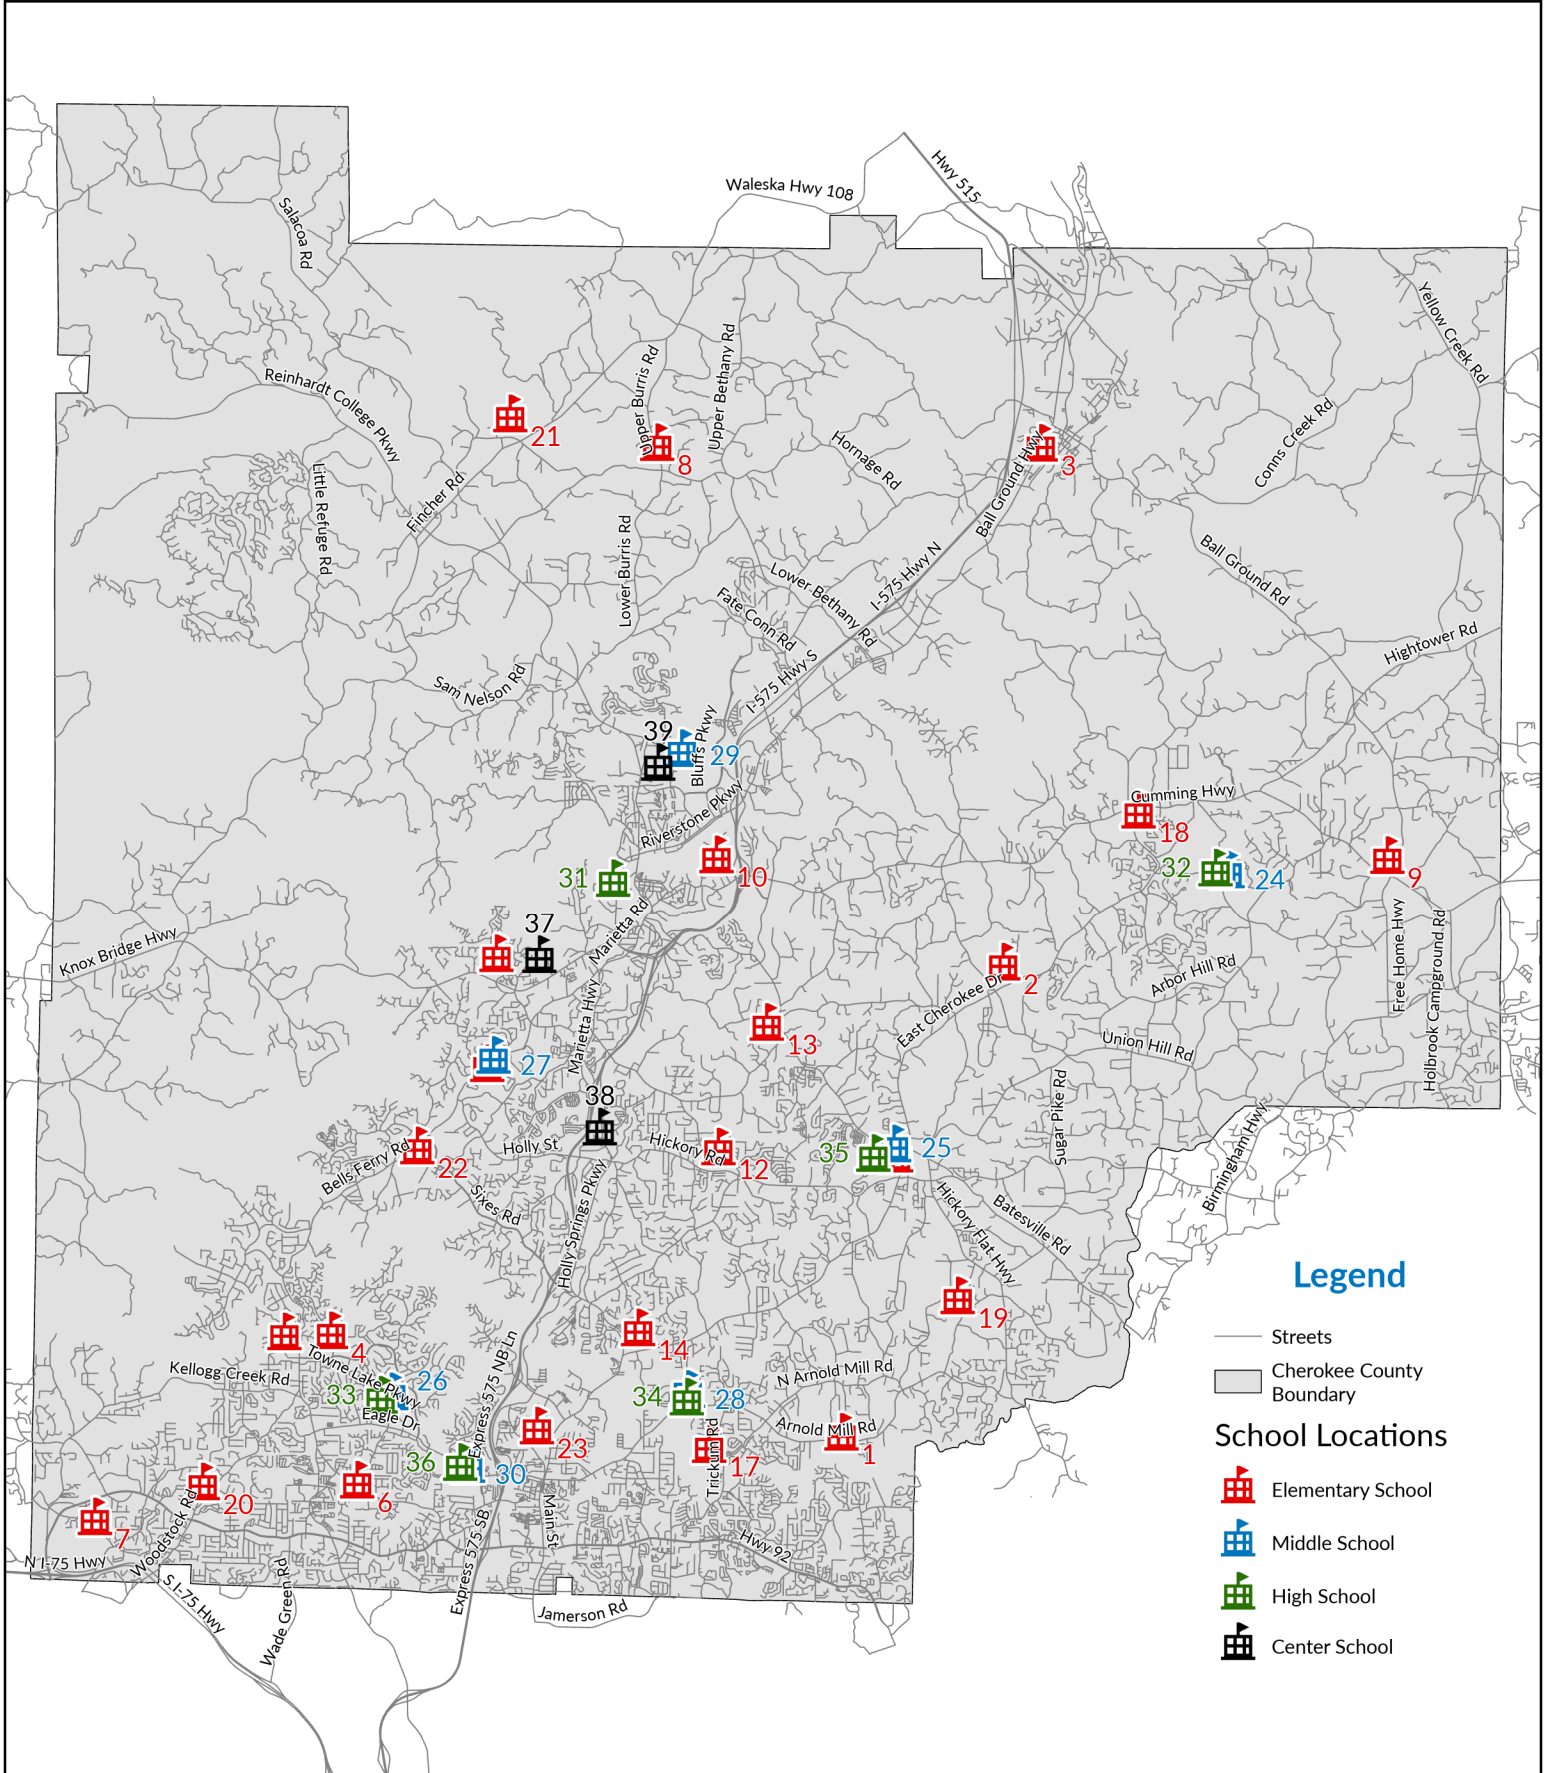 Waleska Hwy 108
Hwy 515
Salacoa Rd
Yellow Creek Rd
Reinhardt College Pkwy
Upper Burris Rd
Upper Bethany Rd
21
8
Hornage Rd
3
Conns Creek Rd
Little Refuge Rd
Fincher Rd
Ball Ground Hwy
Lower Burris Rd
I-575 Hwy N
Ball Ground Rd
Lower Bethany Rd
Fate Conn Rd
Hightower Rd
Sam Nelson Rd
I-575 Hwy S
39
29
Bluffs Pkwy
Riverstone Pkwy
Cumming Hwy
18
31
10
32
24
9
37
Marietta Rd
Knox Bridge Hwy
2
Arbor Hill Rd
Free Home Hwy
Holbrook Campground Rd
East Cherokee Dr
Marietta Hwy
13
Union Hill Rd
27
38
Sugar Pike Rd
Holly St
Hickory Rd
12
35
25
Birmingham Hwy
Bells Ferry Rd
22
Sixes Rd
Holly Springs Pkwy
Hickory Flat Hwy
Batesville Rd
19
4
14
Towne Lake Pkwy
Kellogg Creek Rd
33
26
Eagle Dr
Express 575 NB Ln
34
28
N Arnold Mill Rd
Arnold Mill Rd
1
23
Trickum Rd
17
36
30
20
6
7
Woodstock Rd
Main St
Hwy 92
N I-75 Hwy
S I-75 Hwy
Wade Green Rd
Express 575 SB
Jamerson Rd
Legend
Streets
Cherokee County
Boundary
School Locations
Elementary School
Middle School
High School
Center School